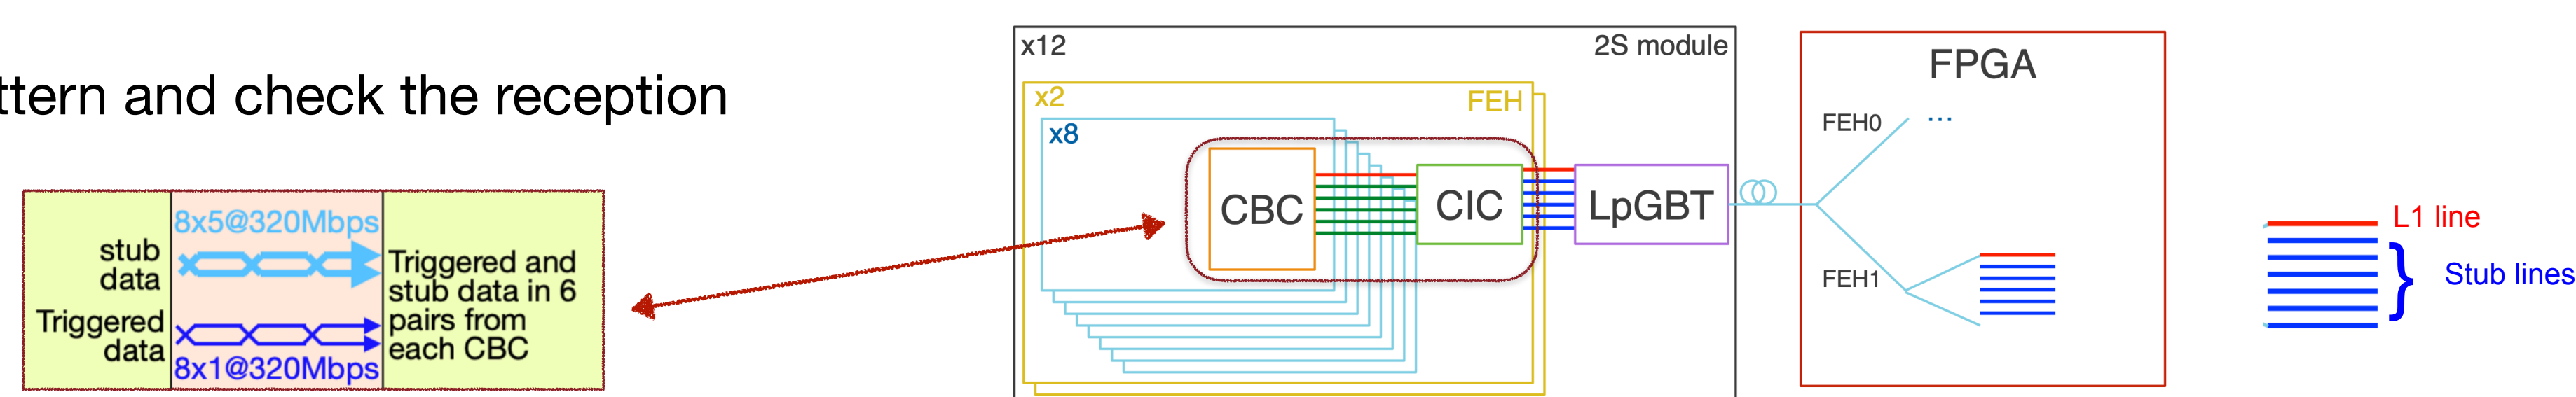 ttern and check the reception
8x5@320Mbps
stub
data
Triggered
data
8x1@320Mbps
Triggered and
stub data in 6
pairs from
each CBC
x12
2S module
x2
FEH
x8
CBC
CIC
LpGBT
FPGA
FEH0
...
FEH1
L1 line
Stub lines